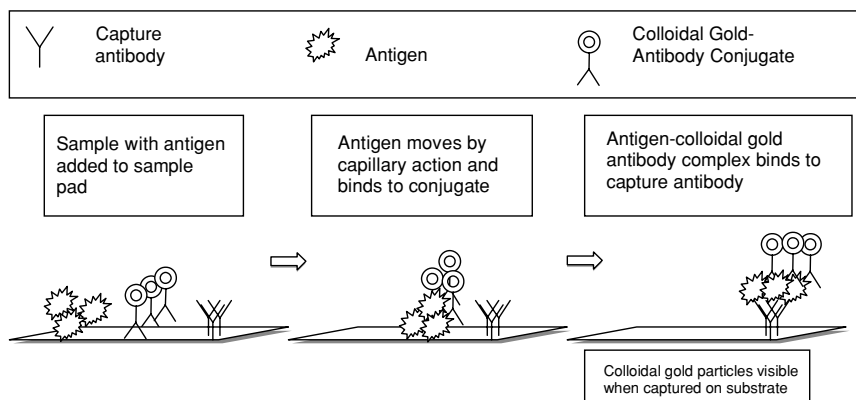 Capture
antibody
Antigen
Colloidal Gold-
Antibody Conjugate
Sample with antigen
added to sample
pad
Antigen moves by
capillary action and
binds to conjugate
Antigen-colloidal gold
antibody complex binds to
capture antibody
Colloidal gold particles visible
when captured on substrate